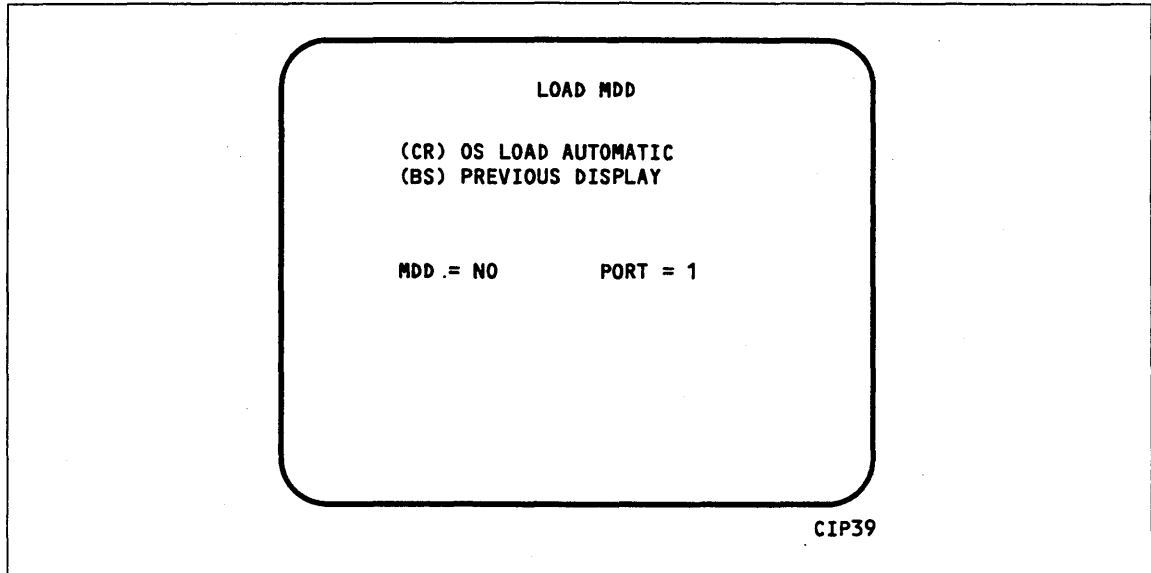 LOAD MDD
(CR) OS LOAD AUTOMATIC
(BS) PREVIOUS DISPLAY
MDD .= NO PORT = 1
CIP39